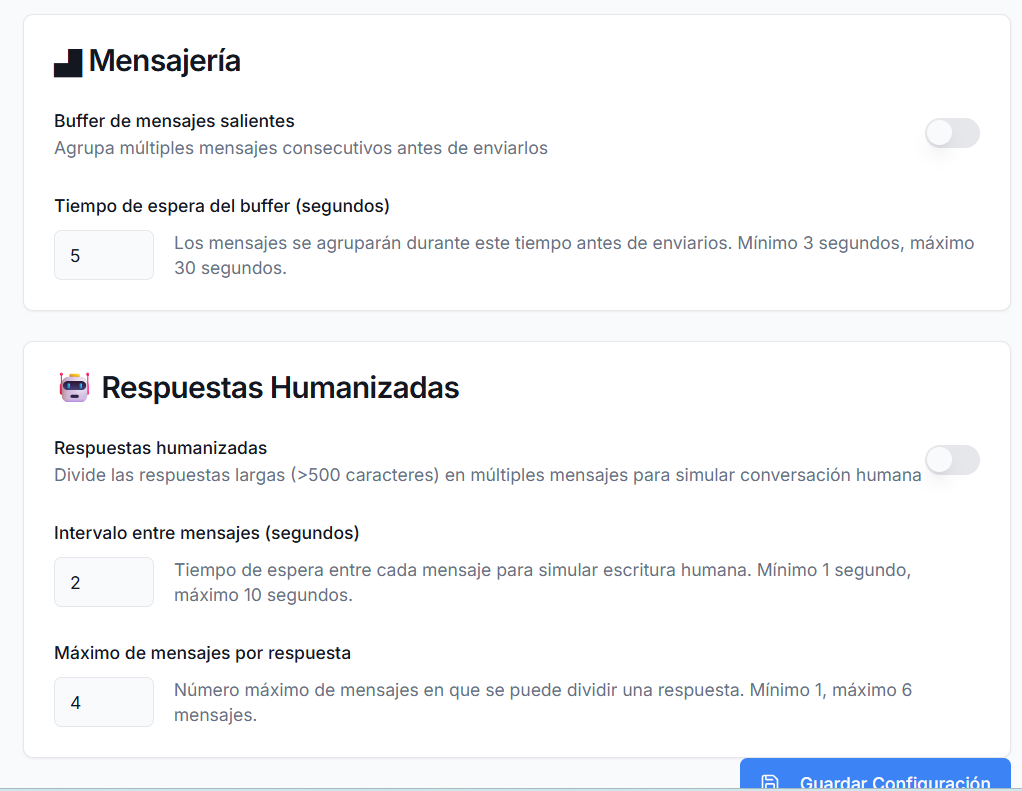 Mensajería
Buffer de mensajes salientes
Agrupa múltiples mensajes consecutivos antes de enviarlos
Tiempo de espera del buffer (segundos)
5
Los mensajes se agruparán durante este tiempo antes de enviarios. Mínimo 3 segundos, máximo
30 segundos.
Respuestas Humanizadas
Respuestas humanizadas
Divide las respuestas largas (>500 caracteres) en múltiples mensajes para simular conversación humana
Intervalo entre mensajes (segundos)
2
Tiempo de espera entre cada mensaje para simular escritura humana. Mínimo 1 segundo,
máximo 10 segundos.
Máximo de mensajes por respuesta
4
Número máximo de mensajes en que se puede dividir una respuesta. Mínimo 1, máximo 6
mensajes.
Guardar Configuración